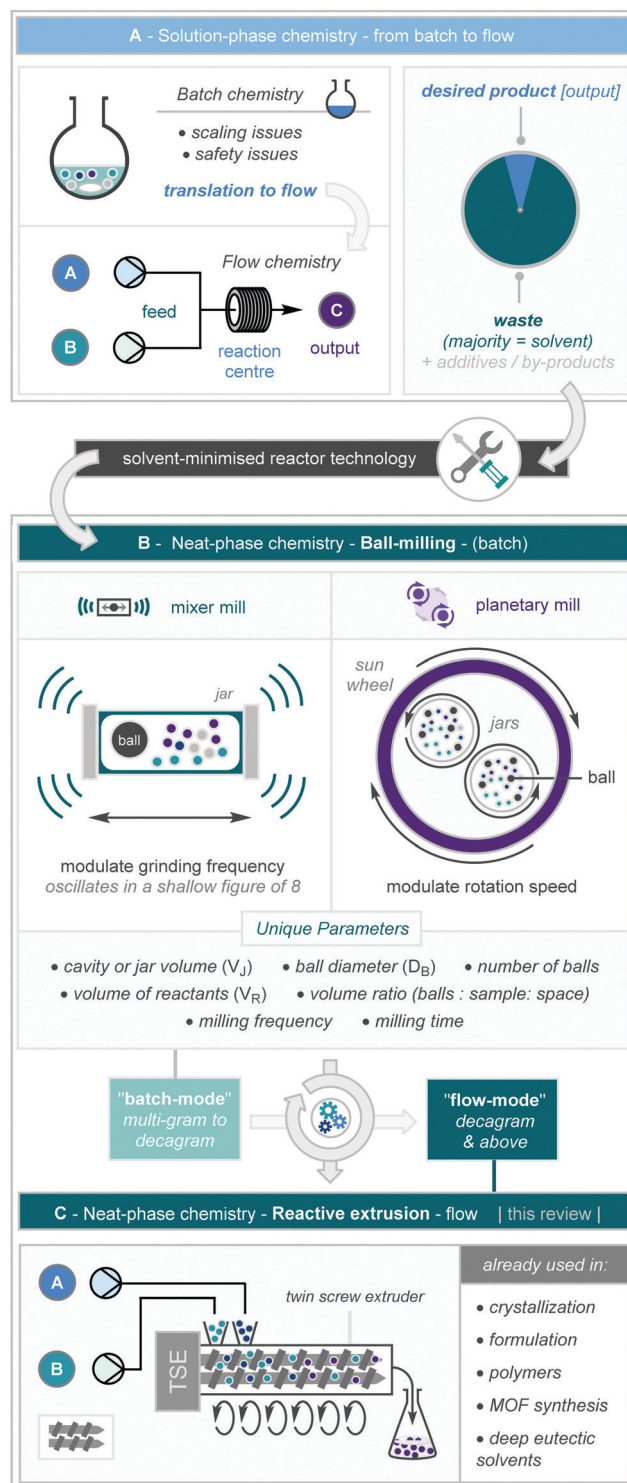 A - Solution-phase chemistry - from batch to flow
Batch chemistry
• scaling issues
• safety issues
translation to flow
A
B
feed
Flow chemistry
reaction
centre
C
output
desired product [output]
waste
(majority = solvent)
+ additives / by-products
solvent-minimised reactor technology
B - Neat-phase chemistry - Ball-milling - (batch)
mixer mill
jar
ball
modulate grinding frequency
oscillates in a shallow figure of 8
planetary mill
sun
wheel
jars
ball
modulate rotation speed
Unique Parameters
• cavity or jar volume (VJ) • ball diameter (DB) • number of balls
• volume of reactants (VR) • volume ratio (balls : sample: space)
• milling frequency • milling time
"batch-mode"
multi-gram to
decagram
"flow-mode"
decagram
& above
C - Neat-phase chemistry - Reactive extrusion - flow | this review |
A
B
twin screw extruder
TSE
already used in:
• crystallization
• formulation
• polymers
• MOF synthesis
• deep eutectic
solvents